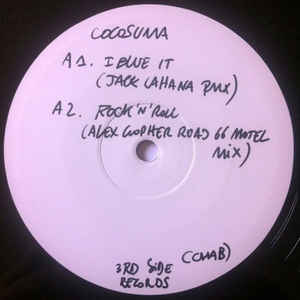 COCOSUMA
A1. I BLUE IT
(JACK LAHANA RMX)
A2. ROCK'N'ROLL
(ALEX GOPHER ROAD 66 MOTEL
MIX)
(CMAB)
3RD SIDE
RECORDS